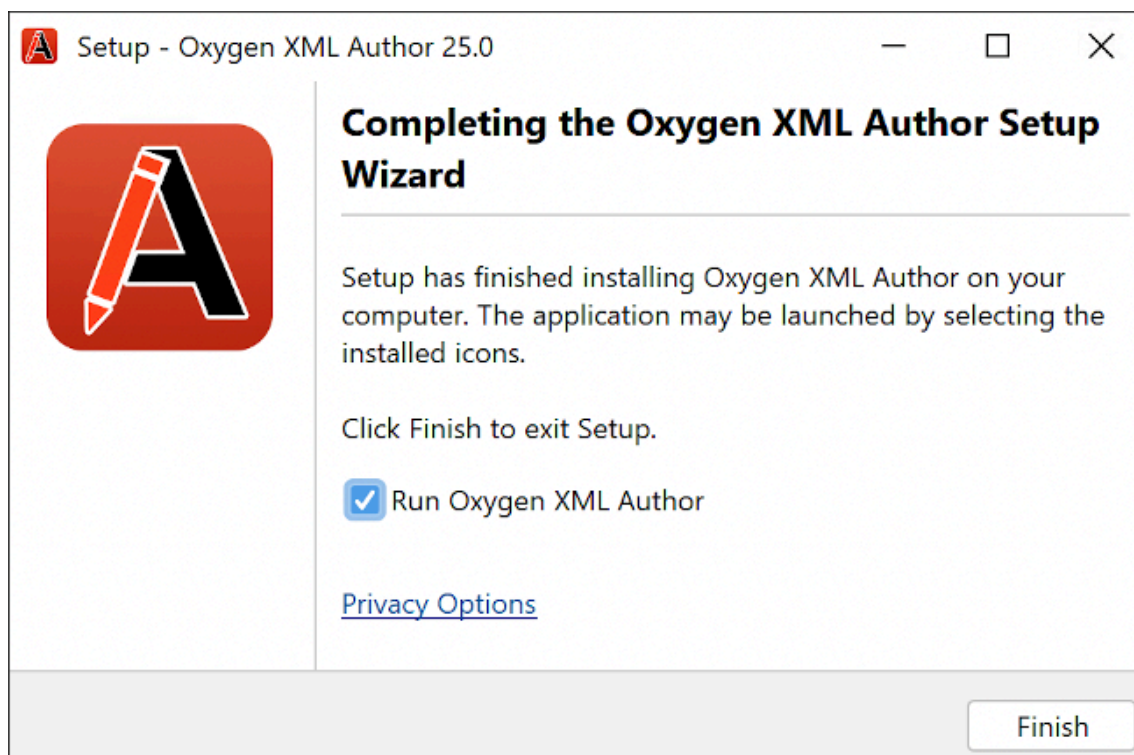 Setup - Oxygen XML Author 25.0
Completing the Oxygen XML Author Setup
Wizard
Setup has finished installing Oxygen XML Author on your
computer. The application may be launched by selecting the
installed icons.
Click Finish to exit Setup.
Run Oxygen XML Author
Privacy Options
Finish